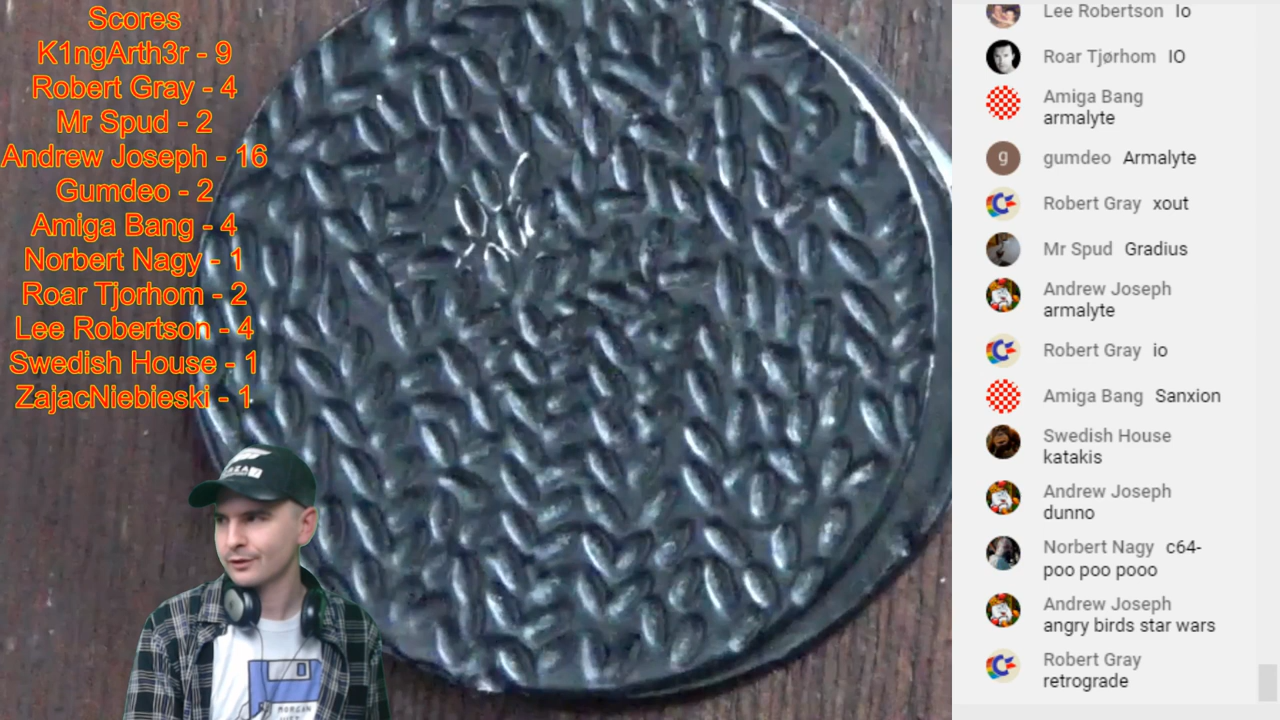 Scores
K1ngArth3r - 9
Robert Gray - 4
Mr Spud - 2
Andrew Joseph - 16
Gumdeo - 2
Amiga Bang - 4
Norbert Nagy - 1
Roar Tjorhom - 2
Lee Robertson - 4
Swedish House - 1
ZajacNiebieski - 1
Lee Robertson Io
Roar Tjørhom IO
Amiga Bang
armalyte
g
gumdeo Armalyte
Robert Gray xout
Mr Spud Gradius
Andrew Joseph
armalyte
Robert Gray io
Amiga Bang Sanxion
Swedish House
katakis
Andrew Joseph
dunno
Norbert Nagy c64-
poo poo pooo
Andrew Joseph
angry birds star wars
Robert Gray
retrograde